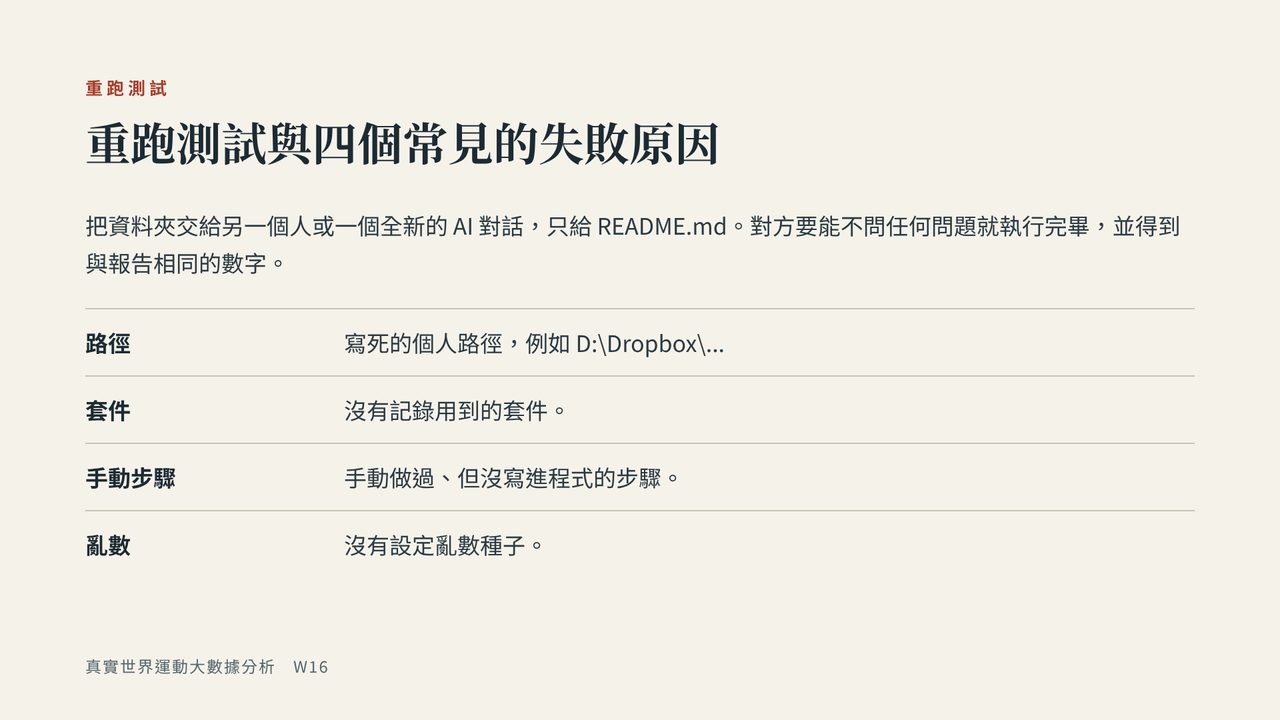 重跑測試
重跑測試與四個常見的失敗原因
把資料夾交給另一個人或一個全新的 AI 對話，只給 README.md。對方要能不問任何問題就執行完畢，並得到
與報告相同的數字。
路徑 寫死的個人路徑，例如 D:\Dropbox\...
套件 沒有記錄用到的套件。
手動步驟 手動做過、但沒寫進程式的步驟。
亂數 沒有設定亂數種子。
真實世界運動大數據分析 W16